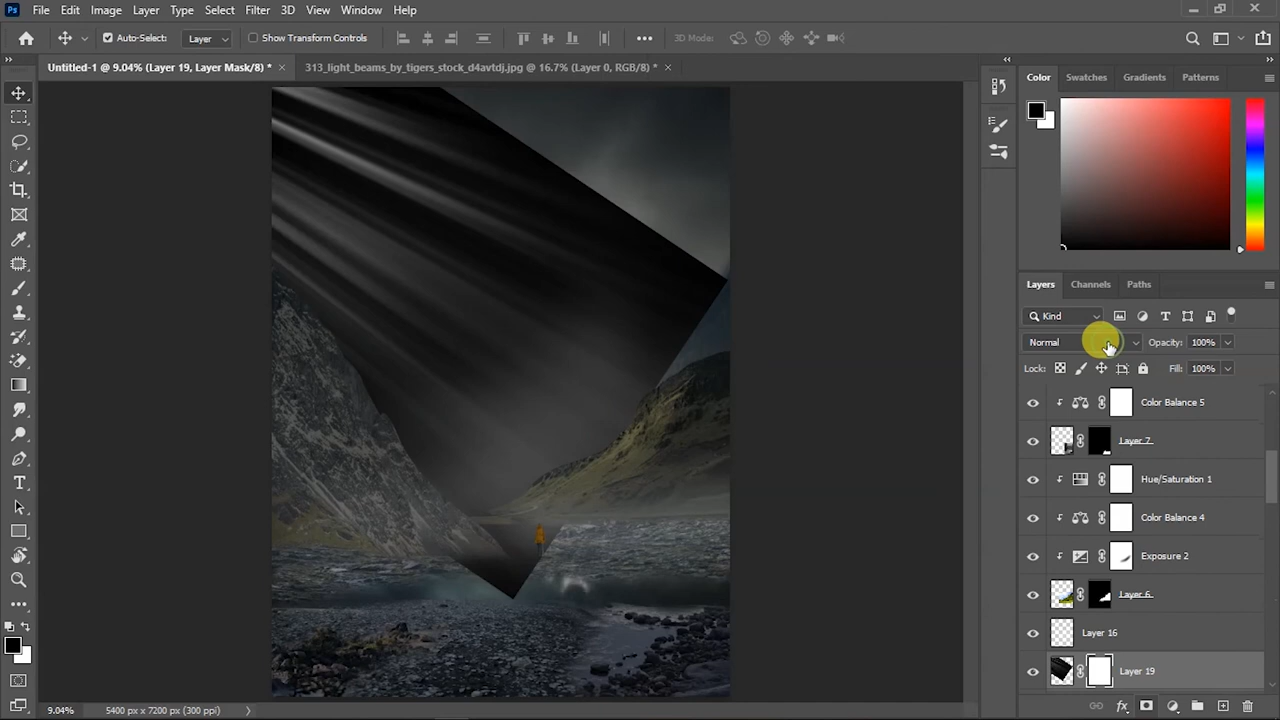 Ps File Edit Image Layer Type Select Filter 3D View Window Help
Auto-Select: Layer Show Transform Controls 3D Mode:
Untitled-1 @ 9.04% (Layer 19, Layer Mask/8) * × 313_light_beams_by_tigers_stock_d4avtdj.jpg @ 16.7% (Layer 0, RGB/8) * ×
Color Swatches Gradients Patterns
Layers Channels Paths
Kind
Normal Opacity: 100%
Lock: Fill: 100%
Color Balance 5
Layer 7
Hue/Saturation 1
Color Balance 4
Exposure 2
Layer 6
Layer 16
Layer 19
9.04% 5400 px x 7200 px (300 ppi)